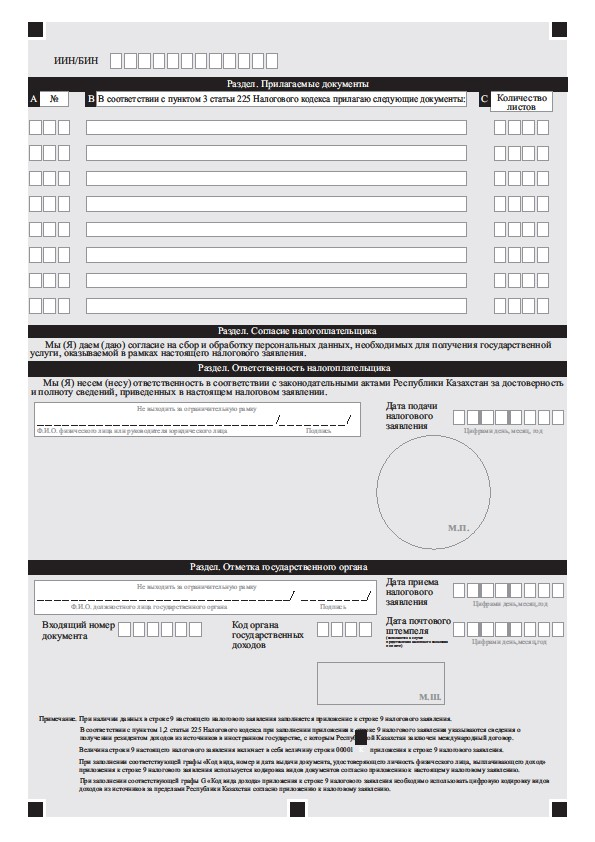 ИИН/БИН
Раздел. Прилагаемые документы
A № B В соответствии с пунктом 3 статьи 225 Налогового кодекса прилагаю следующие документы: C Количество листов
Раздел. Согласие налогоплательщика
Мы (Я) даем (даю) согласие на сбор и обработку персональных данных, необходимых для получения государственной
услуги, оказываемой в рамках настоящего налогового заявления.
Раздел. Ответственность налогоплательщика
Мы (Я) несем (несу) ответственность в соответствии с законодательными актами Республики Казахстан за достоверность
и полноту сведений, приведенных в настоящем налоговом заявлении.
Не выходить за ограничительную рамку
Ф.И.О. физического лица или руководителя юридического лица Подпись
Дата подачи
налогового
заявления
Цифрами день, месяц, год
М.П.
Раздел. Отметка государственного органа
Не выходить за ограничительную рамку
Ф.И.О. должностного лица государственного органа Подпись
Дата приема
налогового
заявления
Цифрами день, месяц, год
Входящий номер
документа
Код органа
государственных
доходов
Дата почтового
штемпеля
Цифрами день, месяц, год
М.Ш.
Примечание. При наличии данных в строке 9 настоящего налогового заявления заполняется приложение к строке 9 налогового заявления.
В соответствии с пунктом 1,2 статьи 225 Налогового кодекса при заполнении приложения к строке 9 налогового заявления указываются сведения о
получении резидентом доходов из источников в иностранном государстве, с которым Республикой Казахстан заключен международный договор.
Величина строки 9 настоящего налогового заявления включает в себя величину строки 00001 приложения к строке 9 налогового заявления.
При заполнении соответствующей графы «Код вида, номер и дата выдачи документа, удостоверяющего личность физического лица, выплачивающего доход»
приложения к строке 9 налогового заявления используется кодировка видов документов согласно приложению к настоящему налоговому заявлению.
При заполнении соответствующей графы G «Код вида дохода» приложения к строке 9 налогового заявления необходимо использовать цифровую кодировку видов
доходов из источников за пределами Республики Казахстан согласно приложению к налоговому заявлению.